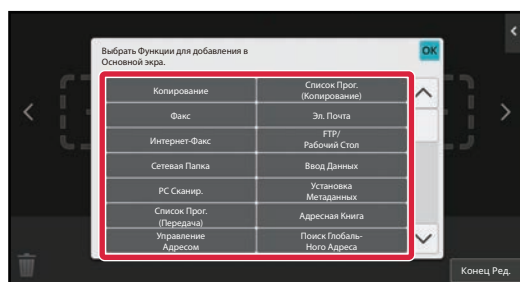 Выбрать Функции для добавления в
Основной экра.
OK
Копирование
Список Прог.
(Копирование)
Факс
Эл. Почта
Интернет-Факс
FTP/
Рабочий Стол
Сетевая Папка
Ввод Данных
РС Сканир.
Установка
Метаданных
Список Прог.
(Передача)
Адресная Книга
Управление
Адресом
Поиск Глобаль-
Ного Адреса
Конец Ред.